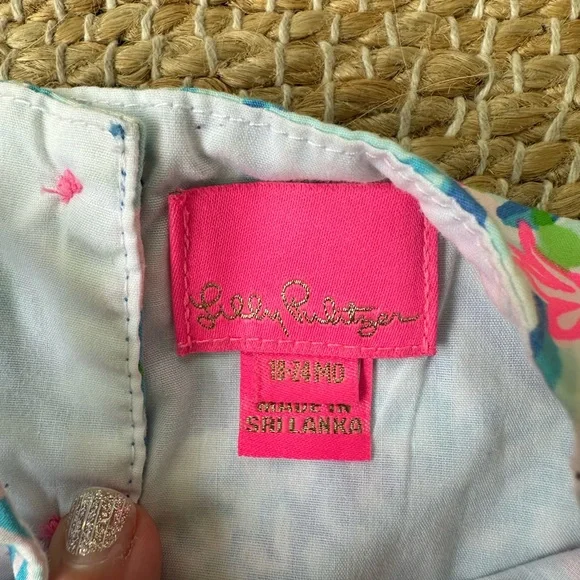 Lilly Pulitzer
18-24MO
MADE IN
SRI LANKA